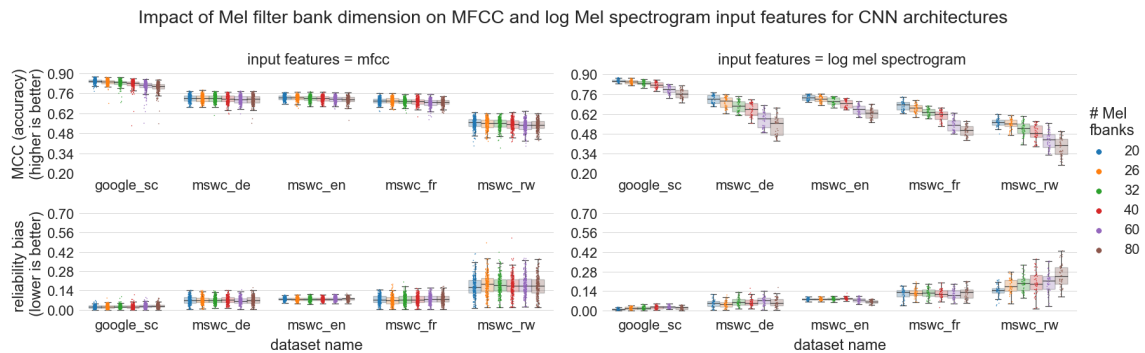 Impact of Mel filter bank dimension on MFCC and log Mel spectrogram input features for CNN architectures
input features = mfcc
input features = log mel spectrogram
MCC (accuracy)
(higher is better)
0.90
0.76
0.62
0.48
0.34
0.20
google_sc mswc_de mswc_en mswc_fr mswc_rw
0.90
0.76
0.62
0.48
0.34
0.20
google_sc mswc_de mswc_en mswc_fr mswc_rw
reliability bias
(lower is better)
0.70
0.56
0.42
0.28
0.14
0.00
google_sc mswc_de mswc_en mswc_fr mswc_rw
dataset name
0.70
0.56
0.42
0.28
0.14
0.00
google_sc mswc_de mswc_en mswc_fr mswc_rw
dataset name
# Mel
fbanks
20
26
32
40
60
80